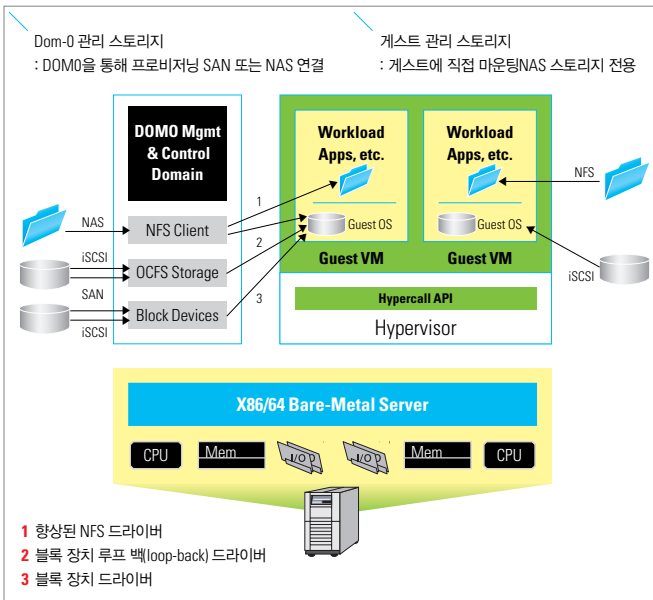 Dom-0 관리 스토리지
: DOM0을 통해 프로비저닝 SAN 또는 NAS 연결
게스트 관리 스토리지
: 게스트에 직접 마운팅NAS 스토리지 전용
DOMO Mgmt
& Control
Domain
NFS Client
OCFS Storage
Block Devices
NAS
iSCSI
SAN
iSCSI
1
2
3
Workload
Apps, etc.
Guest OS
Guest VM
Workload
Apps, etc.
Guest OS
Guest VM
NFS
iSCSI
Hypercall API
Hypervisor
X86/64 Bare-Metal Server
CPU
Mem
I/O
I/O
Mem
CPU
1 향상된 NFS 드라이버
2 블록 장치 루프 백(loop-back) 드라이버
3 블록 장치 드라이버